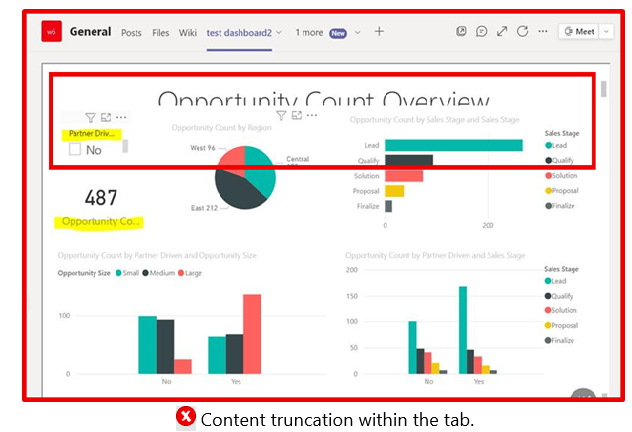 w6 General Posts Files Wiki test dashboard2 1 more New Meet
Opportunity Count Overview
Partner Driv...
No
487
Opportunity Co...
Opportunity Count by Region
West 96
Central
East 212
Opportunity Count by Sales Stage and Sales Stage
Lead
Qualify
Solution
Proposal
Finalize
0 200
Sales Stage
Lead
Qualify
Solution
Proposal
Finalize
Opportunity Count by Partner Driven and Opportunity Size
Opportunity Size Small Medium Large
100
0
No Yes
Opportunity Count by Partner Driven and Sales Stage
200
150
100
50
0
No Yes
Sales Stage
Lead
Qualify
Solution
Proposal
Finalize
Content truncation within the tab.